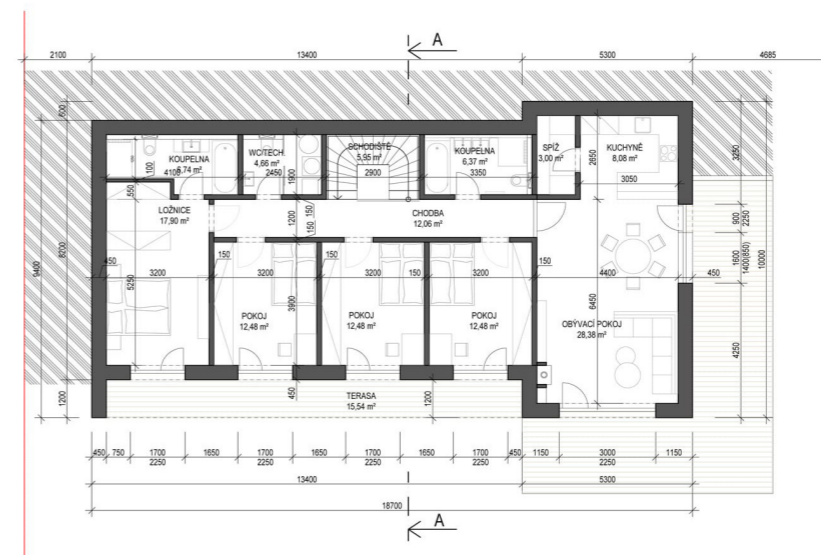 A
2100
13400
5300
4685
600
3250
900
2250
1600
1400(850)
10000
4250
9400
8200
1200
KOUPELNA
4100
100
550
WC/TECH.
4,66 m²
2450
1900
SCHODIŠTĚ
5,95 m²
2900
KOUPELNA
6,37 m²
3350
SPÍŽ
3,00 m²
2650
KUCHYNĚ
8,08 m²
3050
LOŽNICE
17,90 m²
1200
150
150
CHODBA
12,06 m²
450
3200
5250
150
3200
3900
150
3200
150
3200
150
4400
450
POKOJ
12,48 m²
POKOJ
12,48 m²
POKOJ
12,48 m²
6450
OBÝVACÍ POKOJ
28,38 m²
450
1200
TERASA
15,54 m²
450
750
1700
2250
1650
1700
2250
1650
1700
2250
1650
1700
2250
450
1150
3000
2250
1150
13400
5300
18700
A